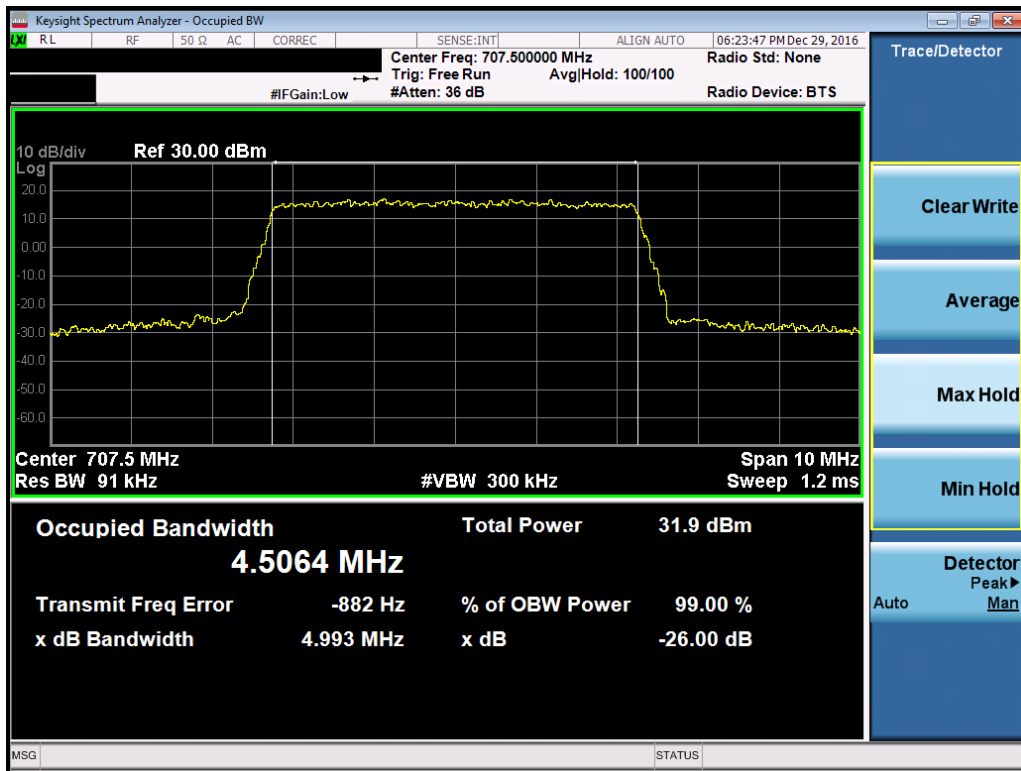 Keysight Spectrum Analyzer - Occupied BW
LXI RL RF 50 Ω AC CORREC SENSE:INT ALIGN AUTO 06:23:47 PM Dec 29, 2016
Center Freq: 707.500000 MHz Radio Std: None
Trig: Free Run Avg|Hold: 100/100
#IFGain:Low #Atten: 36 dB Radio Device: BTS
10 dB/div Ref 30.00 dBm
Log
20.0
10.0
0.00
-10.0
-20.0
-30.0
-40.0
-50.0
-60.0
Center 707.5 MHz Span 10 MHz
Res BW 91 kHz #VBW 300 kHz Sweep 1.2 ms
Occupied Bandwidth Total Power 31.9 dBm
4.5064 MHz
Transmit Freq Error -882 Hz % of OBW Power 99.00 %
x dB Bandwidth 4.993 MHz x dB -26.00 dB
MSG STATUS
Trace/Detector
Clear Write
Average
Max Hold
Min Hold
Detector
Peak▶
Auto Man